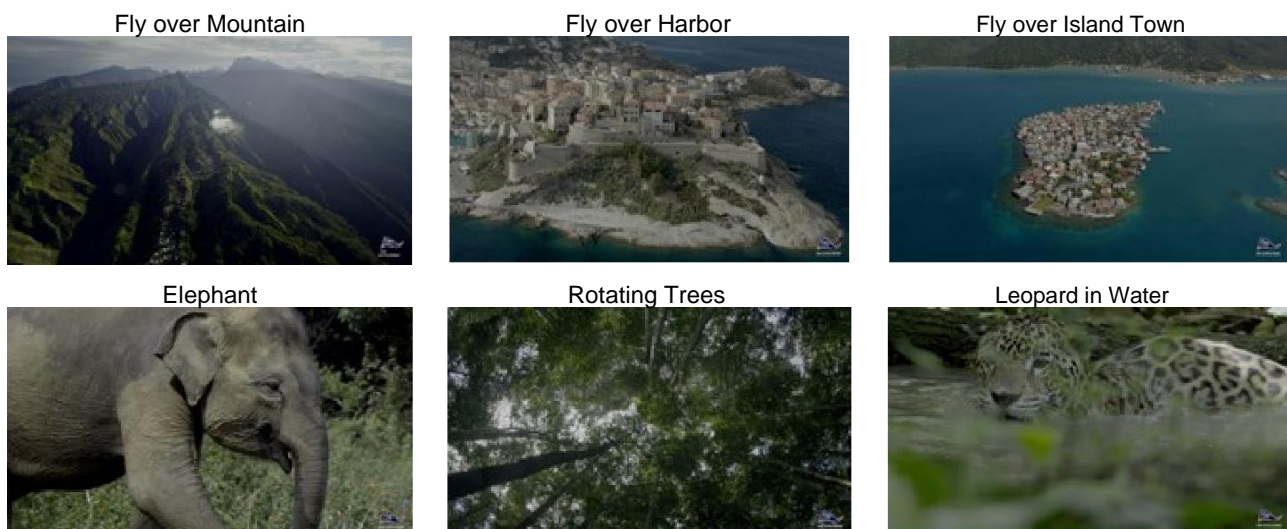 Fly over Mountain
Fly over Harbor
Fly over Island Town
Elephant
Rotating Trees
Leopard in Water